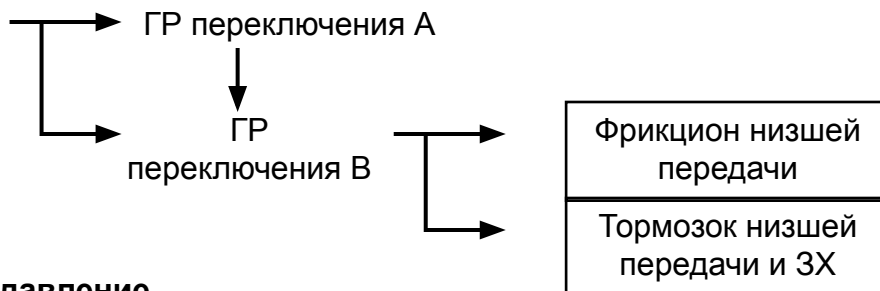 ГР переключения А
ГР
переключения В
Фрикцион низшей
передачи
Тормозок низшей
передачи и ЗХ